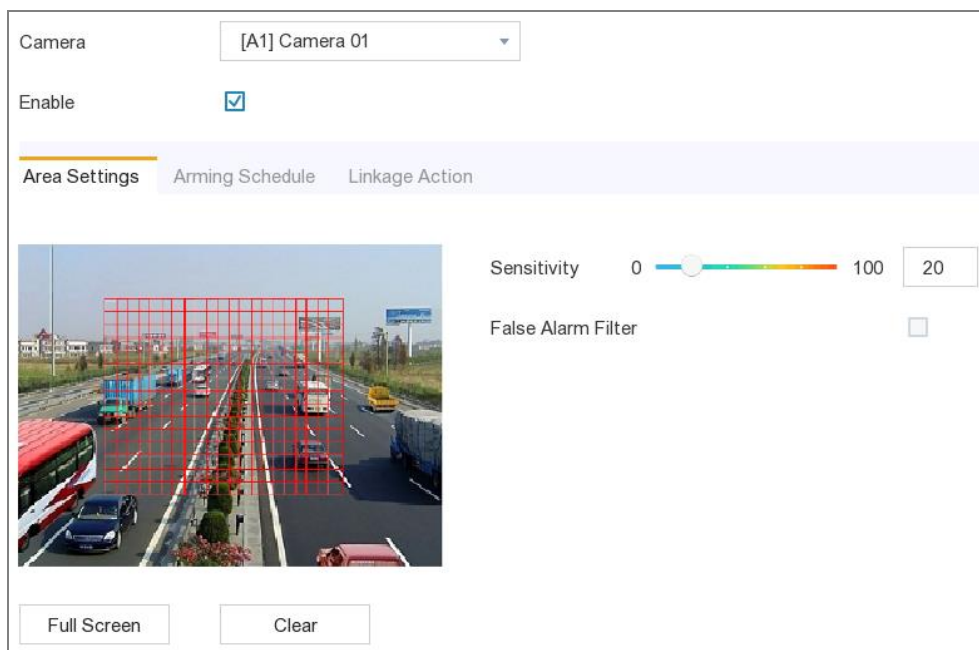 Camera [A1] Camera 01
Enable
Area Settings Arming Schedule Linkage Action
Sensitivity 0 100 20
False Alarm Filter
Full Screen Clear